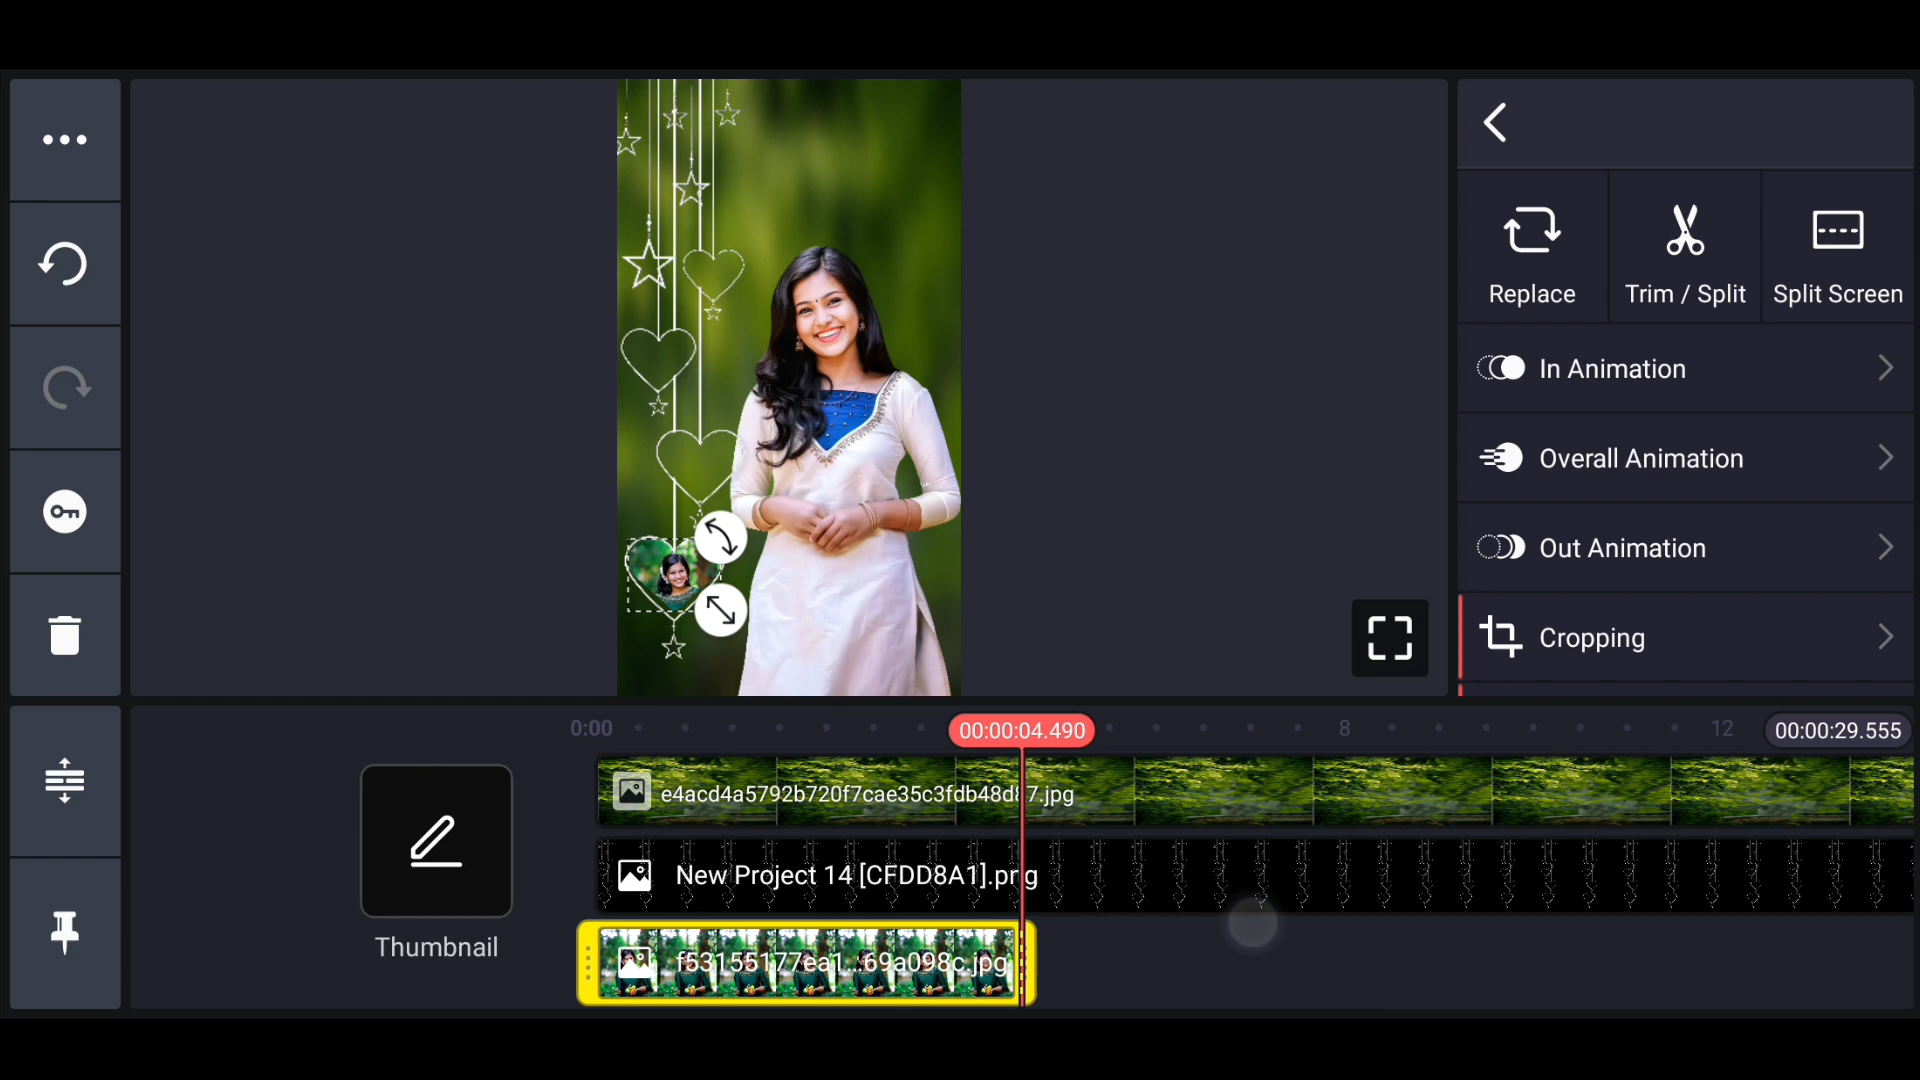 Replace
Trim / Split
Split Screen
In Animation
Overall Animation
Out Animation
Cropping
0:00
00:00:04.490
8
12
00:00:29.555
e4acd4a5792b720f7cae35c3fdb48d87.jpg
New Project 14 [CFDD8A1].png
f53155177ea1...69a098c.jpg
Thumbnail